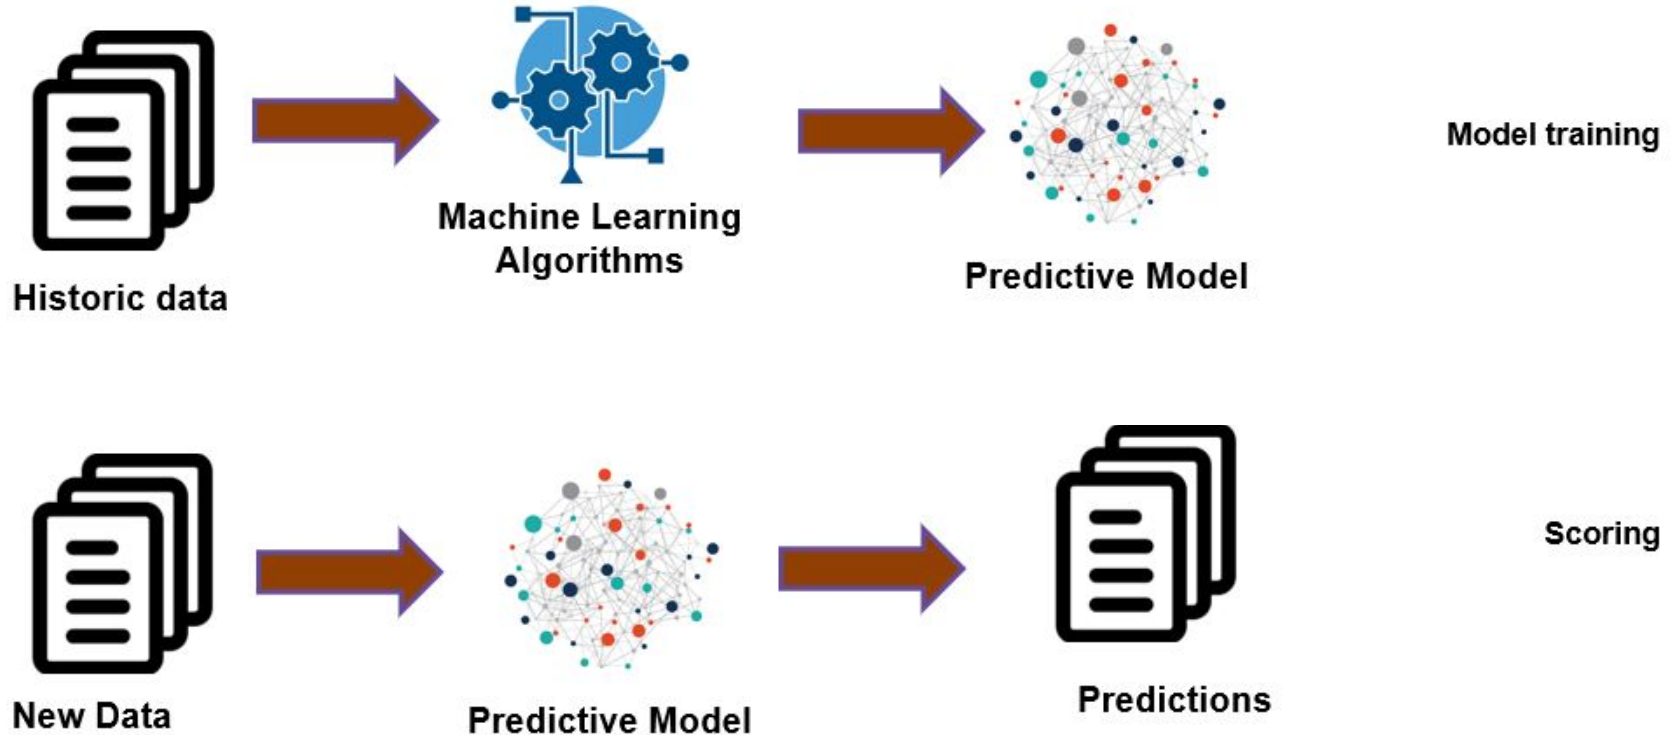 Model training
Machine Learning
Algorithms
Predictive Model
Historic data
Scoring
New Data
Predictive Model
Predictions